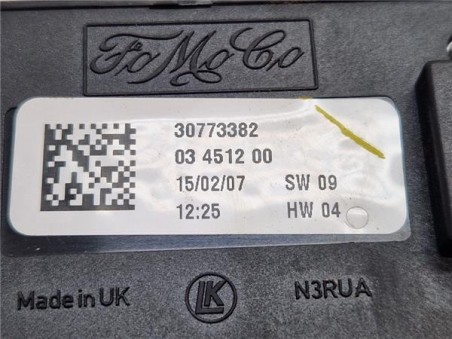 FoMoCo
30773382
03 4512 00
15/02/07 SW 09
12:25 HW 04
Made in UK LK N3RUA